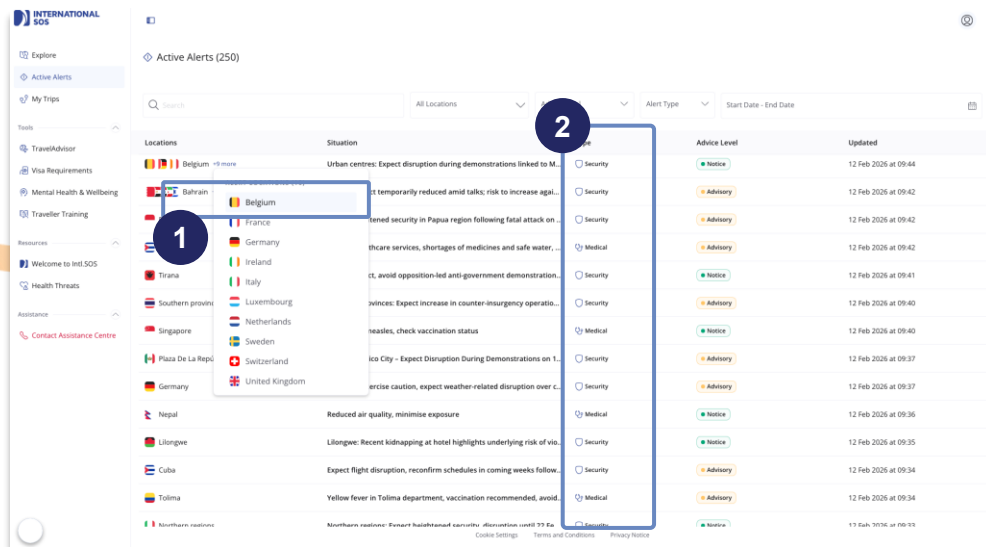 INTERNATIONAL
SOS
Explore
Active Alerts
My Trips
Tools
TravelAdvisor
Visa Requirements
Mental Health & Wellbeing
Traveller Training
Resources
Welcome to Intl.SOS
Health Threats
Assistance
Contact Assistance Centre
Active Alerts (250)
Search
All Locations
Alert Type
Start Date - End Date
Locations Situation Advice Level Updated
Belgium +9 more Urban centres: Expect disruption during demonstrations linked to M... Security Notice 12 Feb 2026 at 09:44
Bahrain ct temporarily reduced amid talks; risk to increase agai... Security Advisory 12 Feb 2026 at 09:42
tened security in Papua region following fatal attack on ... Security Advisory 12 Feb 2026 at 09:42
thcare services, shortages of medicines and safe water, ... Medical Advisory 12 Feb 2026 at 09:42
Tirana ct, avoid opposition-led anti-government demonstration... Security Notice 12 Feb 2026 at 09:41
Southern provinc ovinces: Expect increase in counter-insurgency operatio... Security Advisory 12 Feb 2026 at 09:40
Singapore measles, check vaccination status Medical Notice 12 Feb 2026 at 09:40
Plaza De La Repú ico City – Expect Disruption During Demonstrations on 1... Security Advisory 12 Feb 2026 at 09:37
Germany ercise caution, expect weather-related disruption over c... Security Advisory 12 Feb 2026 at 09:37
Nepal Reduced air quality, minimise exposure Medical Notice 12 Feb 2026 at 09:36
Lilongwe Lilongwe: Recent kidnapping at hotel highlights underlying risk of vio... Security Notice 12 Feb 2026 at 09:35
Cuba Expect flight disruption, reconfirm schedules in coming weeks follow... Security Advisory 12 Feb 2026 at 09:34
Tolima Yellow fever in Tolima department, vaccination recommended, avoid... Medical Advisory 12 Feb 2026 at 09:34
Northern regions Northern regions: Expect heightened security, disruption until 22 Fe... Security Notice 12 Feb 2026 at 09:33
Belgium
France
Germany
Ireland
Italy
Luxembourg
Netherlands
Sweden
Switzerland
United Kingdom
1
2
Cookie Settings Terms and Conditions Privacy Notice